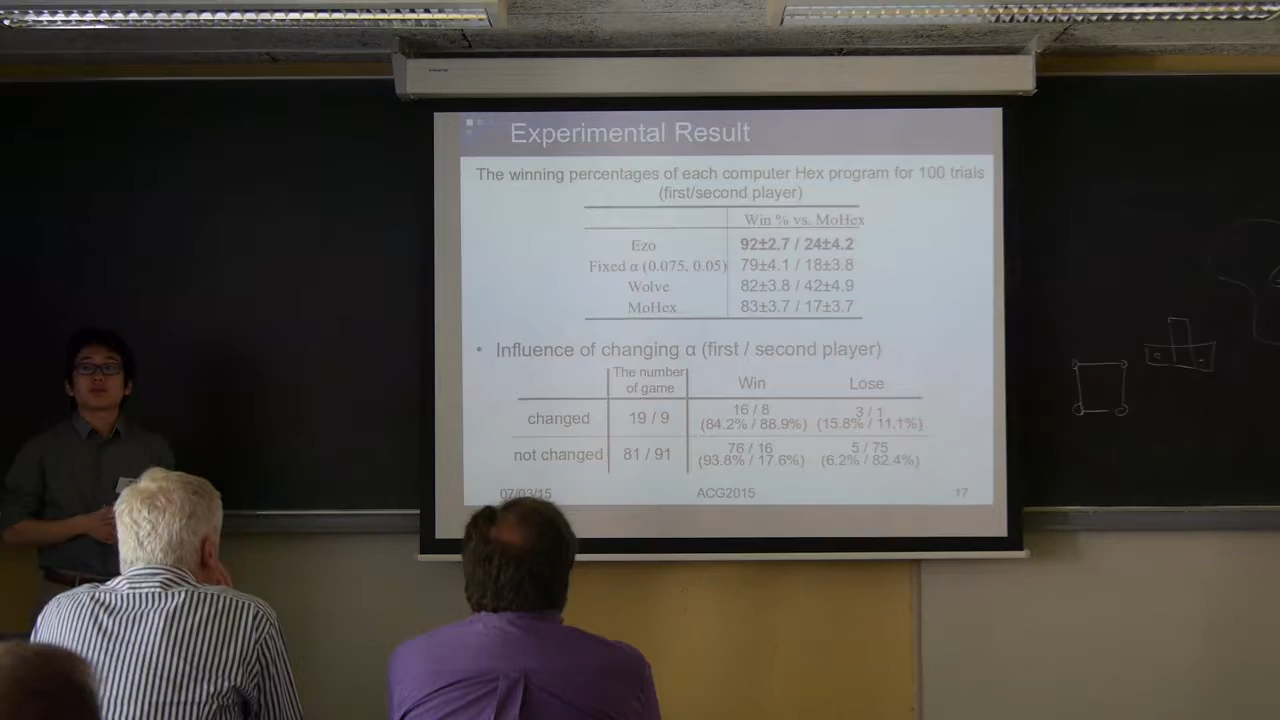 Experimental Result
The winning percentages of each computer Hex program for 100 trials
(first/second player)
Win % vs. MoHex
Ezo 92±2.7 / 24±4.2
Fixed α (0.075, 0.05) 79±4.1 / 18±3.8
Wolve 82±3.8 / 42±4.9
MoHex 83±3.7 / 17±3.7
• Influence of changing α (first / second player)
The number
of game Win Lose
changed 19 / 9 16 / 8 3 / 1
(84.2% / 88.9%) (15.8% / 11.1%)
not changed 81 / 91 76 / 16 5 / 75
(93.8% / 17.6%) (6.2% / 82.4%)
07/03/15 ACG2015 17